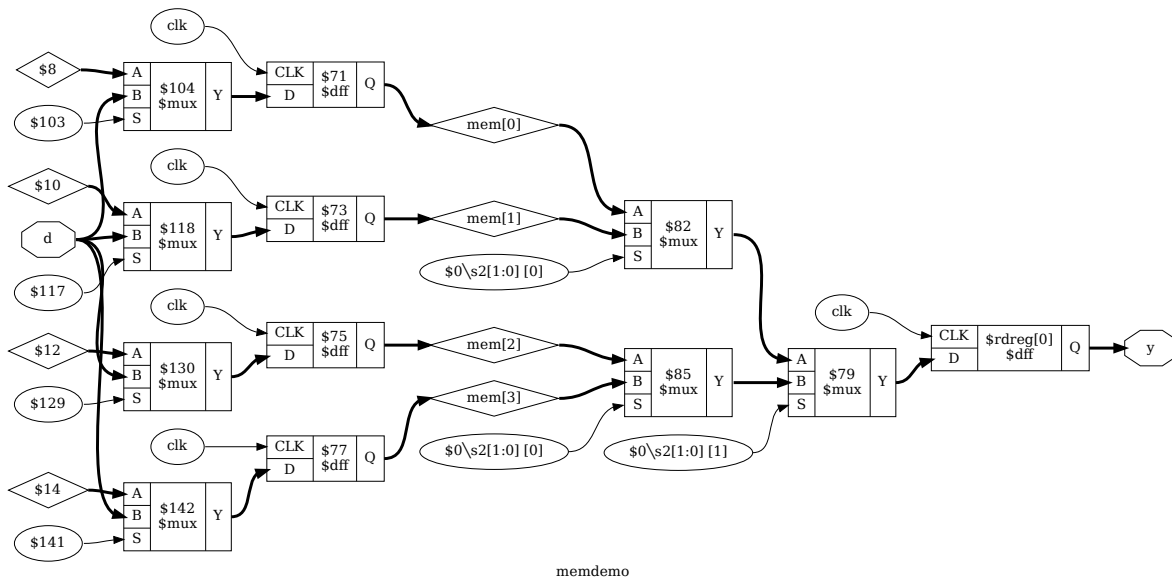 clk
$8
A
B
S
$104
$mux
Y
CLK
D
$71
$dff
Q
$103
mem[0]
clk
$10
d
A
B
S
$118
$mux
Y
CLK
D
$73
$dff
Q
mem[1]
A
B
S
$82
$mux
Y
$117
$0\s2[1:0] [0]
clk
$12
A
B
S
$130
$mux
Y
CLK
D
$75
$dff
Q
mem[2]
A
B
S
$85
$mux
Y
$129
mem[3]
clk
CLK
D
$77
$dff
Q
$0\s2[1:0] [0]
$0\s2[1:0] [1]
clk
A
B
S
$79
$mux
Y
CLK
D
$rdreg[0]
$dff
Q
y
$14
A
B
S
$142
$mux
Y
$141
memdemo